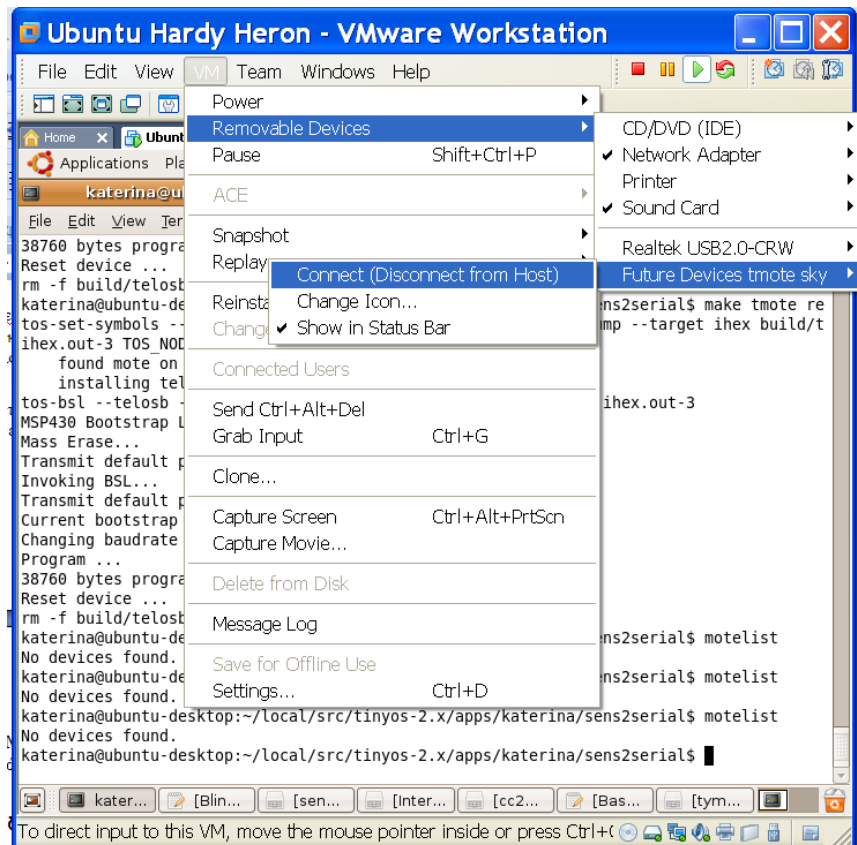 Ubuntu Hardy Heron - VMware Workstation
File Edit View VM Team Windows Help
Home Ubunt
Applications Pla
katerina@u
File Edit View Ter
Power
Removable Devices
Pause Shift+Ctrl+P
ACE
Snapshot
Replay
Reinsta
Change
Connected Users
Send Ctrl+Alt+Del
Grab Input Ctrl+G
Clone...
Capture Screen Ctrl+Alt+PrtScn
Capture Movie...
Delete from Disk
Message Log
Save for Offline Use
Settings... Ctrl+D
CD/DVD (IDE)
Network Adapter
Printer
Sound Card
Realtek USB2.0-CRW
Future Devices tmote sky
Connect (Disconnect from Host)
Change Icon...
Show in Status Bar
38760 bytes progra
Reset device ...
rm -f build/telosb
katerina@ubuntu-de ens2serial$ make tmote re
tos-set-symbols -- mp --target ihex build/t
ihex.out-3 TOS_NOD
found mote on
installing tel
tos-bsl --telosb - ihex.out-3
MSP430 Bootstrap L
Mass Erase...
Transmit default p
Invoking BSL...
Transmit default p
Current bootstrap
Changing baudrate
Program ...
38760 bytes progra
Reset device ...
rm -f build/telosb
katerina@ubuntu-de ens2serial$ motelist
No devices found.
katerina@ubuntu-de ens2serial$ motelist
No devices found.
katerina@ubuntu-desktop:~/local/src/tinyos-2.x/apps/katerina/sens2serial$ motelist
No devices found.
katerina@ubuntu-desktop:~/local/src/tinyos-2.x/apps/katerina/sens2serial$
kater... [Blin... [sen... [Inter... [cc2... [Bas... [tym...
To direct input to this VM, move the mouse pointer inside or press Ctrl+(